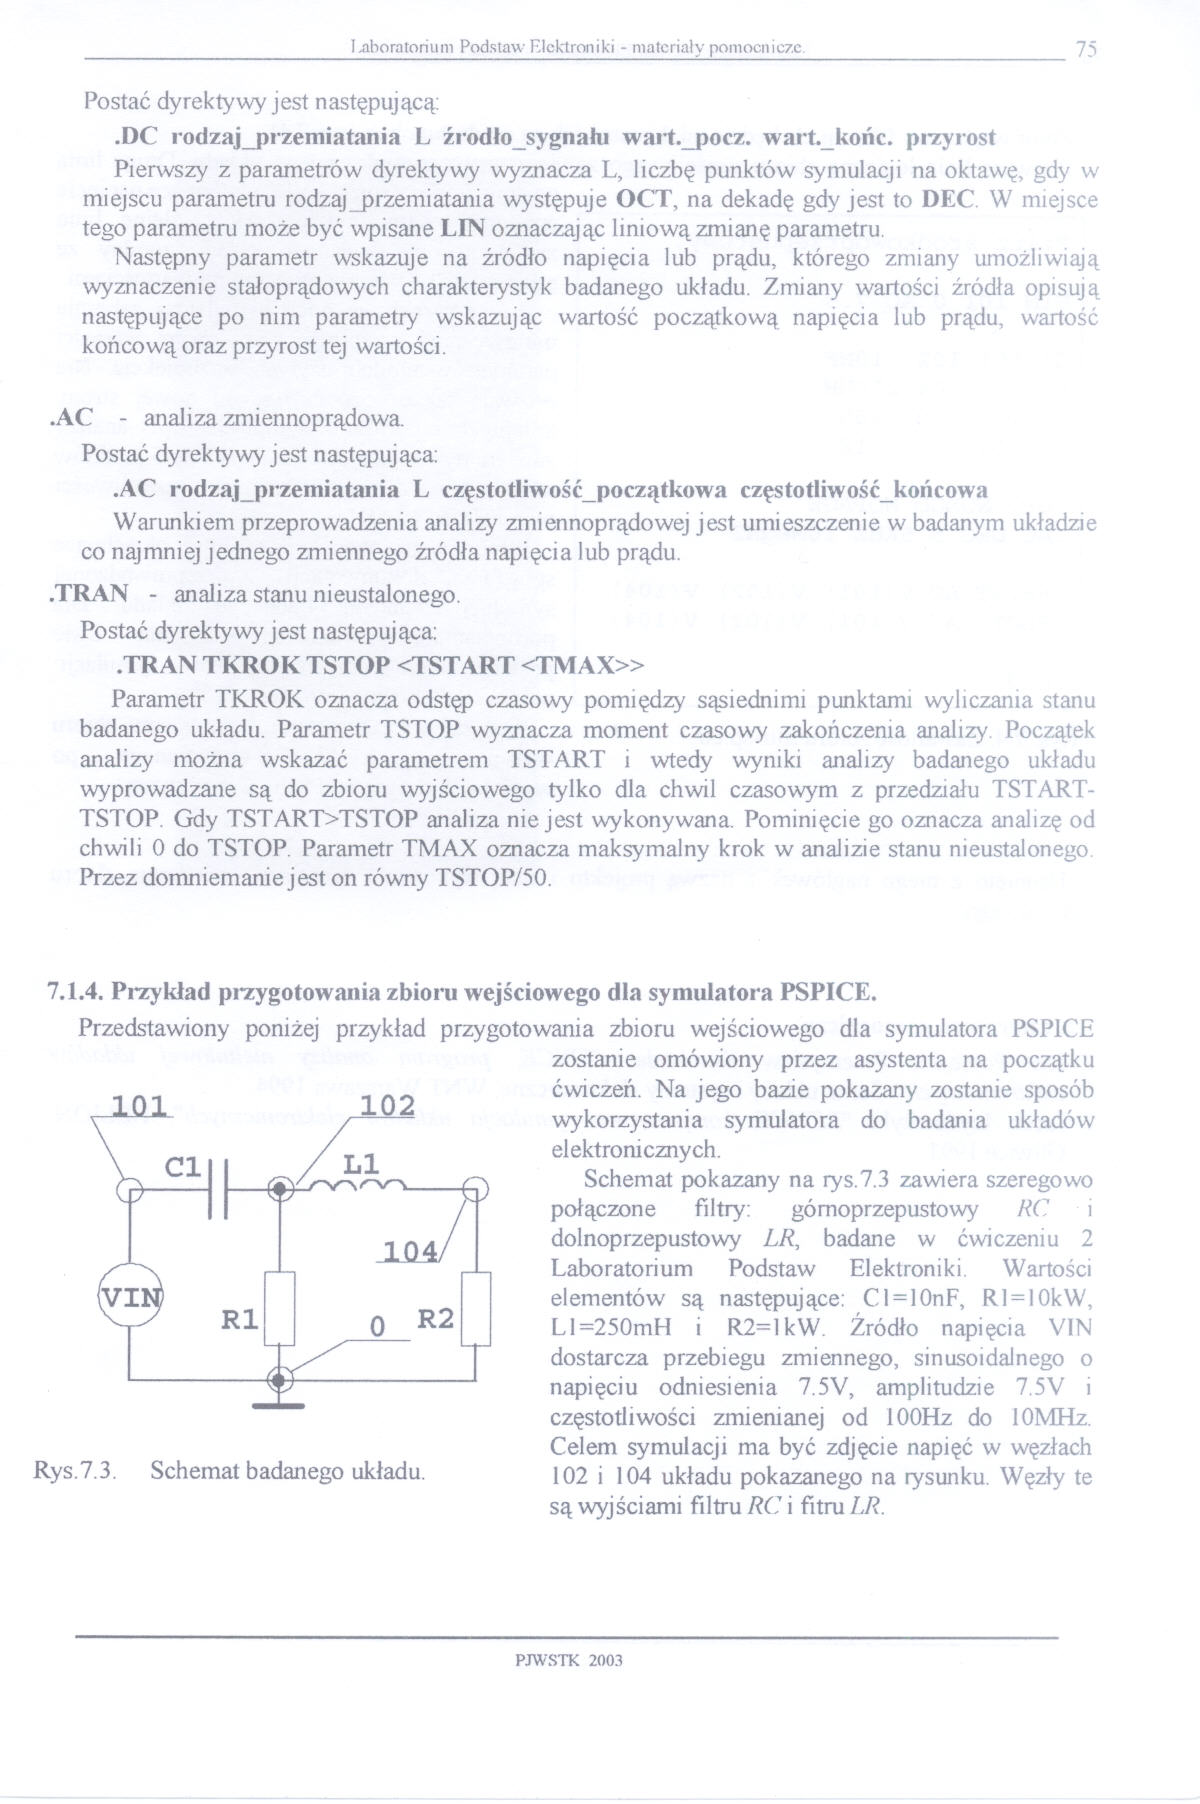 Laboratorium Podstaw Elektroniki - materiały pomocnicze. 75
Postać dyrektywy jest następującą:
.DC rodzaj_przemiatania L źrodło_sygnału wart._pocz. wart._końc. przyrost
Pierwszy z parametrów dyrektywy wyznacza L, liczbę punktów symulacji na oktawę, gdy w
miejscu parametru rodzaj_przemiatania występuje OCT, na dekadę gdy jest to DEC. W miejsce
tego parametru może być wpisane LIN oznaczając liniową zmianę parametru.
Następny parametr wskazuje na źródło napięcia lub prądu, którego zmiany umożliwiają
wyznaczenie stałoprądowych charakterystyk badanego układu. Zmiany wartości źródła opisują
następujące po nim parametry wskazując wartość początkową napięcia lub prądu, wartość
końcową oraz przyrost tej wartości.
.AC - analiza zmiennoprądowa.
Postać dyrektywy jest następująca:
.AC rodzaj_przemiatania L częstotliwość_początkowa częstotliwość_końcowa
Warunkiem przeprowadzenia analizy zmiennoprądowej jest umieszczenie w badanym układzie
co najmniej jednego zmiennego źródła napięcia lub prądu.
.TRAN - analiza stanu nieustalonego.
Postać dyrektywy jest następująca:
.TRAN TKROK TSTOP <TSTART <TMAX>>
Parametr TKROK oznacza odstęp czasowy pomiędzy sąsiednimi punktami wyliczania stanu
badanego układu. Parametr TSTOP wyznacza moment czasowy zakończenia analizy. Początek
analizy można wskazać parametrem TSTART i wtedy wyniki analizy badanego układu
wyprowadzane są do zbioru wyjściowego tylko dla chwil czasowym z przedziału TSTART-
TSTOP. Gdy TSTART>TSTOP analiza nie jest wykonywana. Pominięcie go oznacza analizę od
chwili 0 do TSTOP. Parametr TMAX oznacza maksymalny krok w analizie stanu nieustalonego.
Przez domniemanie jest on równy TSTOP/50.
7.1.4. Przykład przygotowania zbioru wejściowego dla symulatora PSPICE.
Przedstawiony poniżej przykład przygotowania zbioru wejściowego dla symulatora PSPICE
zostanie omówiony przez asystenta na początku
ćwiczeń. Na jego bazie pokazany zostanie sposób
wykorzystania symulatora do badania układów
elektronicznych.
Schemat pokazany na rys.7.3 zawiera szeregowo
połączone filtry: górnoprzepustowy RC i
dolnoprzepustowy LR, badane w ćwiczeniu 2
Laboratorium Podstaw Elektroniki. Wartości
elementów są następujące: C1=10nF, R1=10kW,
L1=250mH i R2=1kW. Źródło napięcia VIN
dostarcza przebiegu zmiennego, sinusoidalnego o
napięciu odniesienia 7.5V, amplitudzie 7.5V i
częstotliwości zmienianej od 100Hz do 10MHz.
Celem symulacji ma być zdjęcie napięć w węzłach
102 i 104 układu pokazanego na rysunku. Węzły te
są wyjściami filtru RC i fitru LR.
101
102
C1
L1
104
VIN
R1
0
R2
Rys.7.3. Schemat badanego układu.
PJWSTK 2003